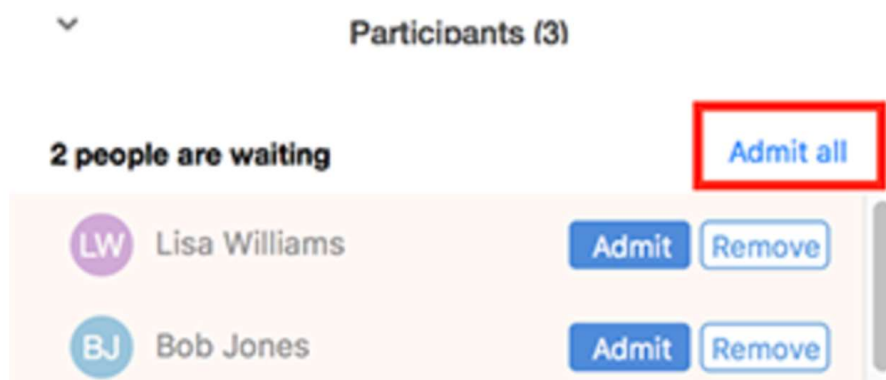 Participants (3)
2 people are waiting Admit all
LW Lisa Williams Admit Remove
BJ Bob Jones Admit Remove